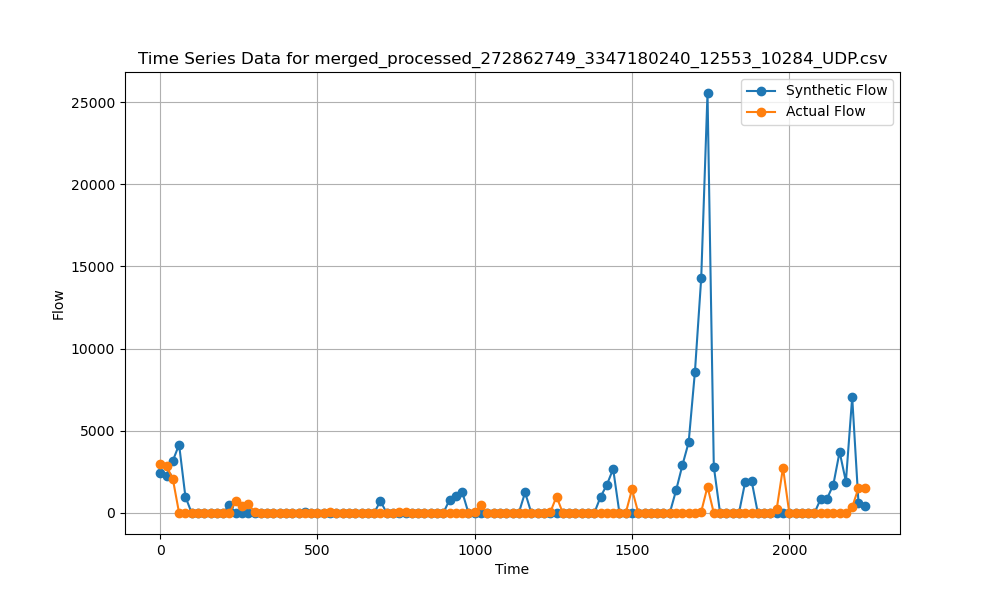 Time Series Data for merged_processed_272862749_3347180240_12553_10284_UDP.csv
Synthetic Flow
Actual Flow
25000
20000
15000
10000
5000
0
Flow
0
500
1000
1500
2000
Time